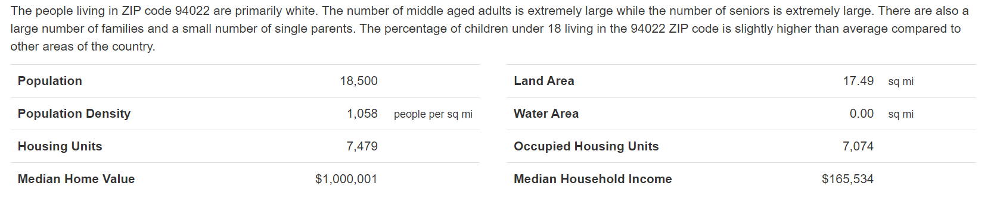 The people living in ZIP code 94022 are primarily white. The number of middle aged adults is extremely large while the number of seniors is extremely large. There are also a
large number of families and a small number of single parents. The percentage of children under 18 living in the 94022 ZIP code is slightly higher than average compared to
other areas of the country.
Population 18,500
Land Area 17.49 sq mi
Population Density 1,058 people per sq mi
Water Area 0.00 sq mi
Housing Units 7,479
Occupied Housing Units 7,074
Median Home Value $1,000,001
Median Household Income $165,534